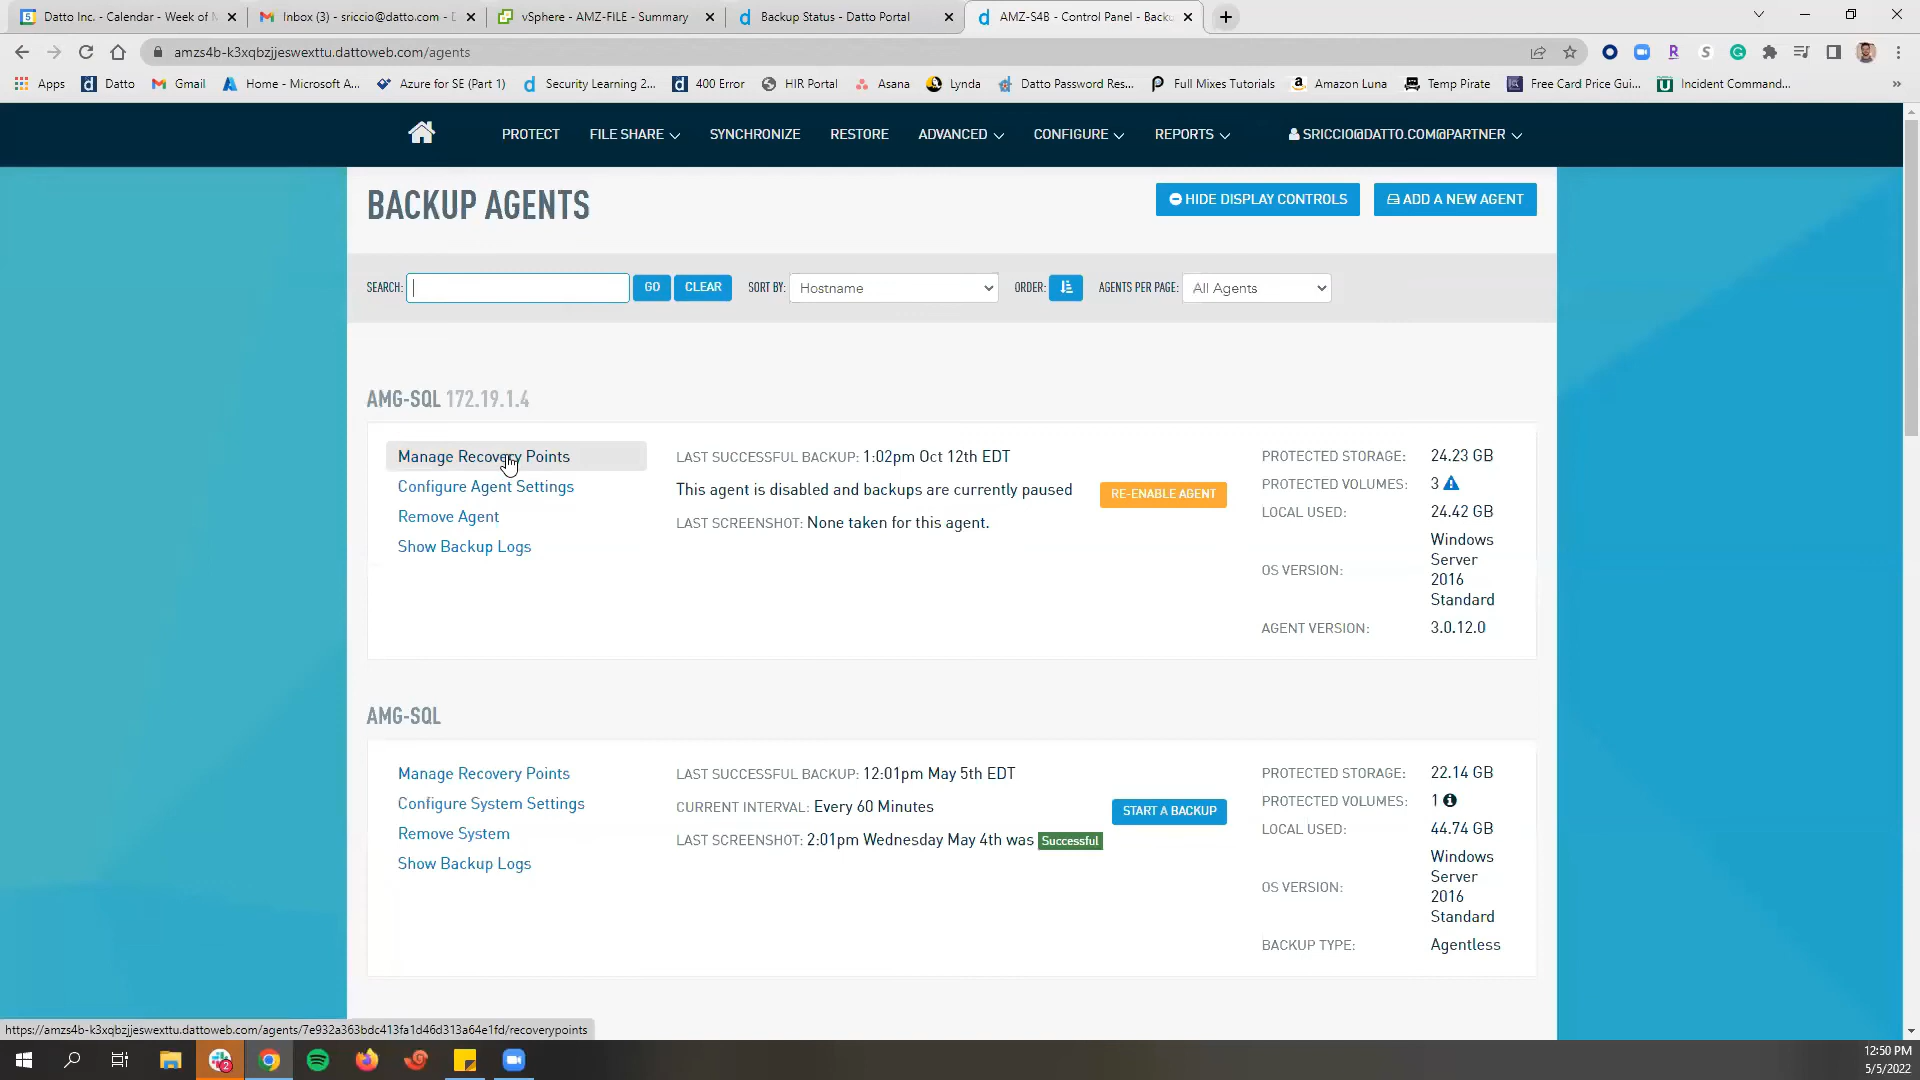 Datto Inc. - Calendar - Week of M
Inbox (3) - sriccio@datto.com - D
vSphere - AMZ-FILE - Summary
Backup Status - Datto Portal
AMZ-S4B - Control Panel - Backu
amzs4b-k3xqbzjjeswexttu.dattoweb.com/agents
Apps
Datto
Gmail
Home - Microsoft A...
Azure for SE (Part 1)
Security Learning 2...
400 Error
HIR Portal
Asana
Lynda
Datto Password Res...
Full Mixes Tutorials
Amazon Luna
Temp Pirate
Free Card Price Gui...
Incident Command...
»
PROTECT
FILE SHARE
SYNCHRONIZE
RESTORE
ADVANCED
CONFIGURE
REPORTS
SRICCIO@DATTO.COM@PARTNER
BACKUP AGENTS
HIDE DISPLAY CONTROLS
ADD A NEW AGENT
SEARCH:
GO
CLEAR
SORT BY:
Hostname
ORDER:
AGENTS PER PAGE:
All Agents
AMG-SQL 172.19.1.4
Manage Recovery Points
Configure Agent Settings
Remove Agent
Show Backup Logs
LAST SUCCESSFUL BACKUP: 1:02pm Oct 12th EDT
This agent is disabled and backups are currently paused
RE-ENABLE AGENT
LAST SCREENSHOT: None taken for this agent.
PROTECTED STORAGE: 24.23 GB
PROTECTED VOLUMES: 3
LOCAL USED: 24.42 GB
OS VERSION: Windows
Server
2016
Standard
AGENT VERSION: 3.0.12.0
AMG-SQL
Manage Recovery Points
Configure System Settings
Remove System
Show Backup Logs
LAST SUCCESSFUL BACKUP: 12:01pm May 5th EDT
CURRENT INTERVAL: Every 60 Minutes
START A BACKUP
LAST SCREENSHOT: 2:01pm Wednesday May 4th was Successful
PROTECTED STORAGE: 22.14 GB
PROTECTED VOLUMES: 1
LOCAL USED: 44.74 GB
OS VERSION: Windows
Server
2016
Standard
BACKUP TYPE: Agentless
https://amzs4b-k3xqbzjjeswexttu.dattoweb.com/agents/7e932a363bdc413fa1d46d313a64e1fd/recoverypoints
2
12:50 PM
5/5/2022